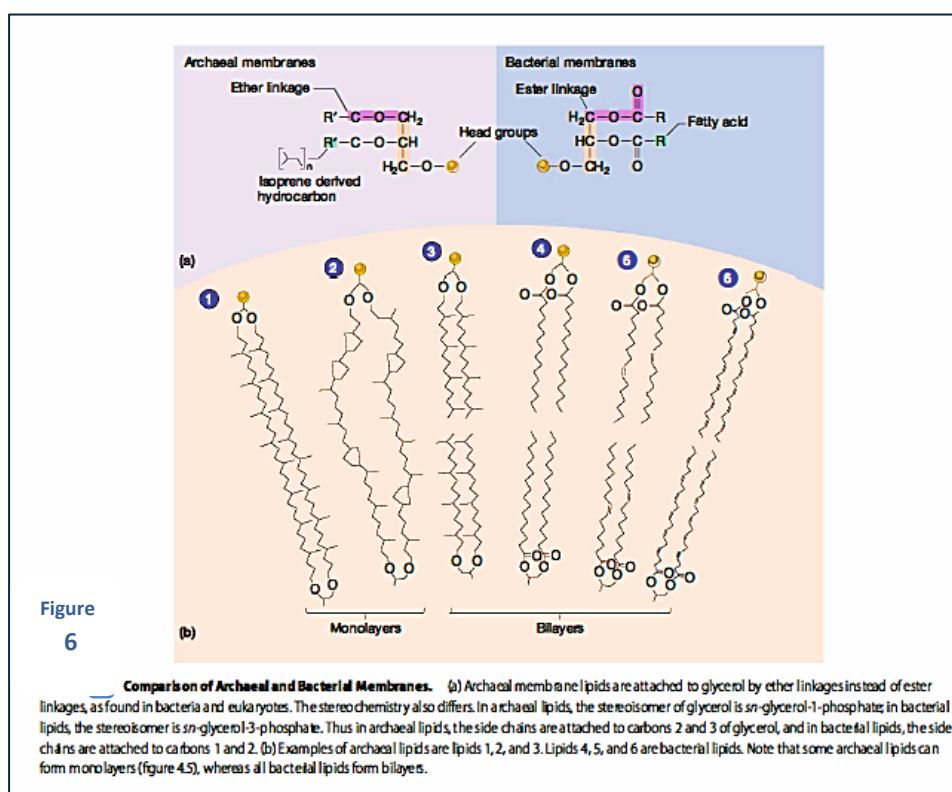 Archaeal membranes
Bacterial membranes
Ether linkage
Ester linkage
O
R′—C—O—CH₂
H₂C—O—C—R
Fatty acid
R′—C—O—CH
Head groups
HC—O—C—R
[ ]n
H₂C—O—
—O—CH₂
O
Isoprene derived
hydrocarbon
(a)
1
2
3
4
5
6
O O
O O
O O
O O O
O O O
O O O
O O
O O
O O
O O O
O O O
O O O
Monolayers
Bilayers
(b)
Figure
6
Comparison of Archaeal and Bacterial Membranes. (a) Archaeal membrane lipids are attached to glycerol by ether linkages instead of ester
linkages, as found in bacteria and eukaryotes. The stereochemistry also differs. In archaeal lipids, the stereoisomer of glycerol is sn-glycerol-1-phosphate; in bacterial
lipids, the stereoisomer is sn-glycerol-3-phosphate. Thus in archaeal lipids, the side chains are attached to carbons 2 and 3 of glycerol, and in bacterial lipids, the side
chains are attached to carbons 1 and 2. (b) Examples of archaeal lipids are lipids 1, 2, and 3. Lipids 4, 5, and 6 are bacterial lipids. Note that some archaeal lipids can
form monolayers (figure 4.5), whereas all bacterial lipids form bilayers.